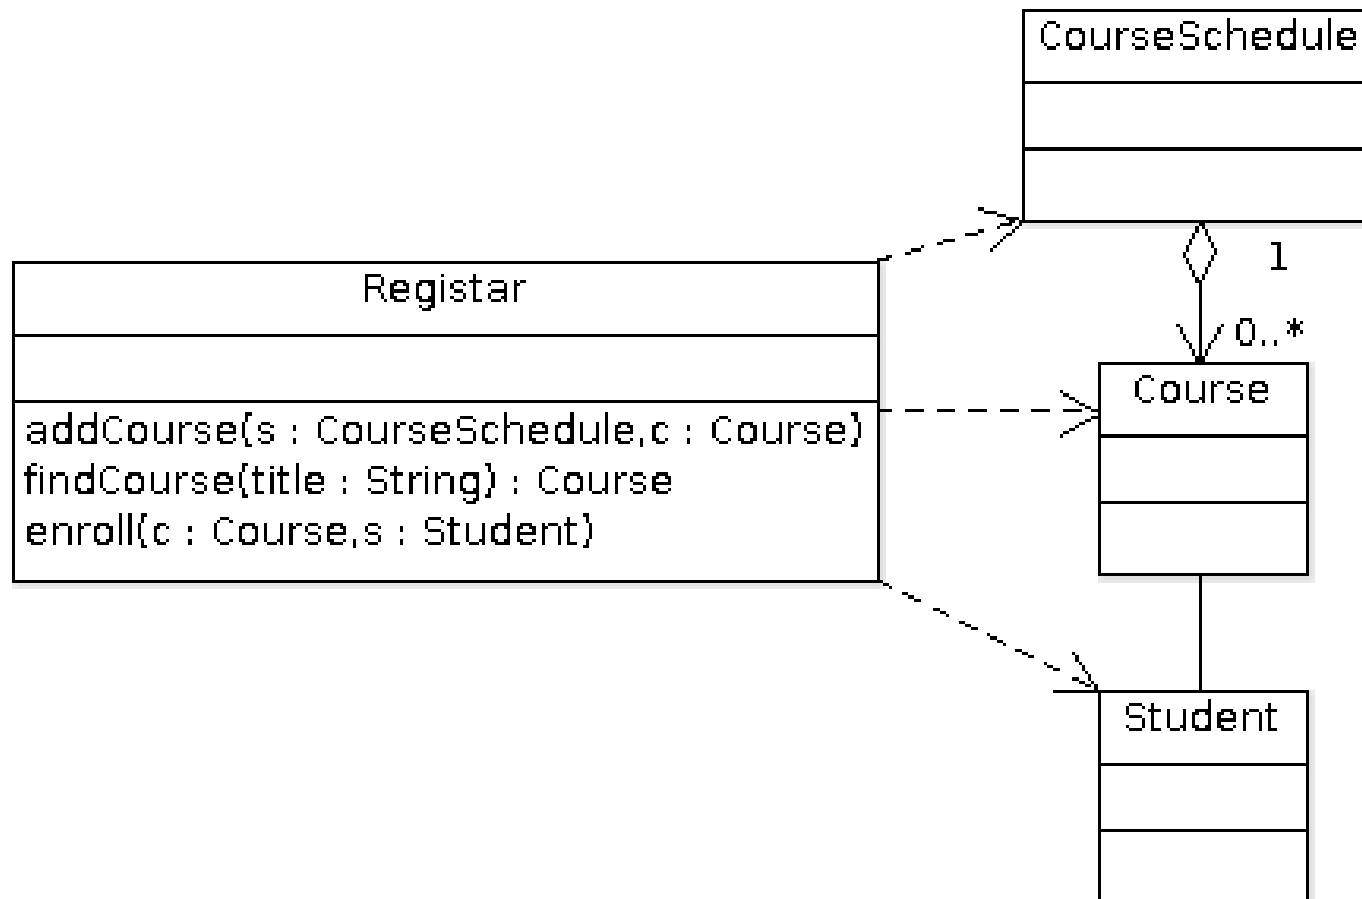 CourseSchedule
1
0..*
Registar
addCourse(s : CourseSchedule,c : Course)
findCourse(title : String) : Course
enroll(c : Course,s : Student)
Course
Student